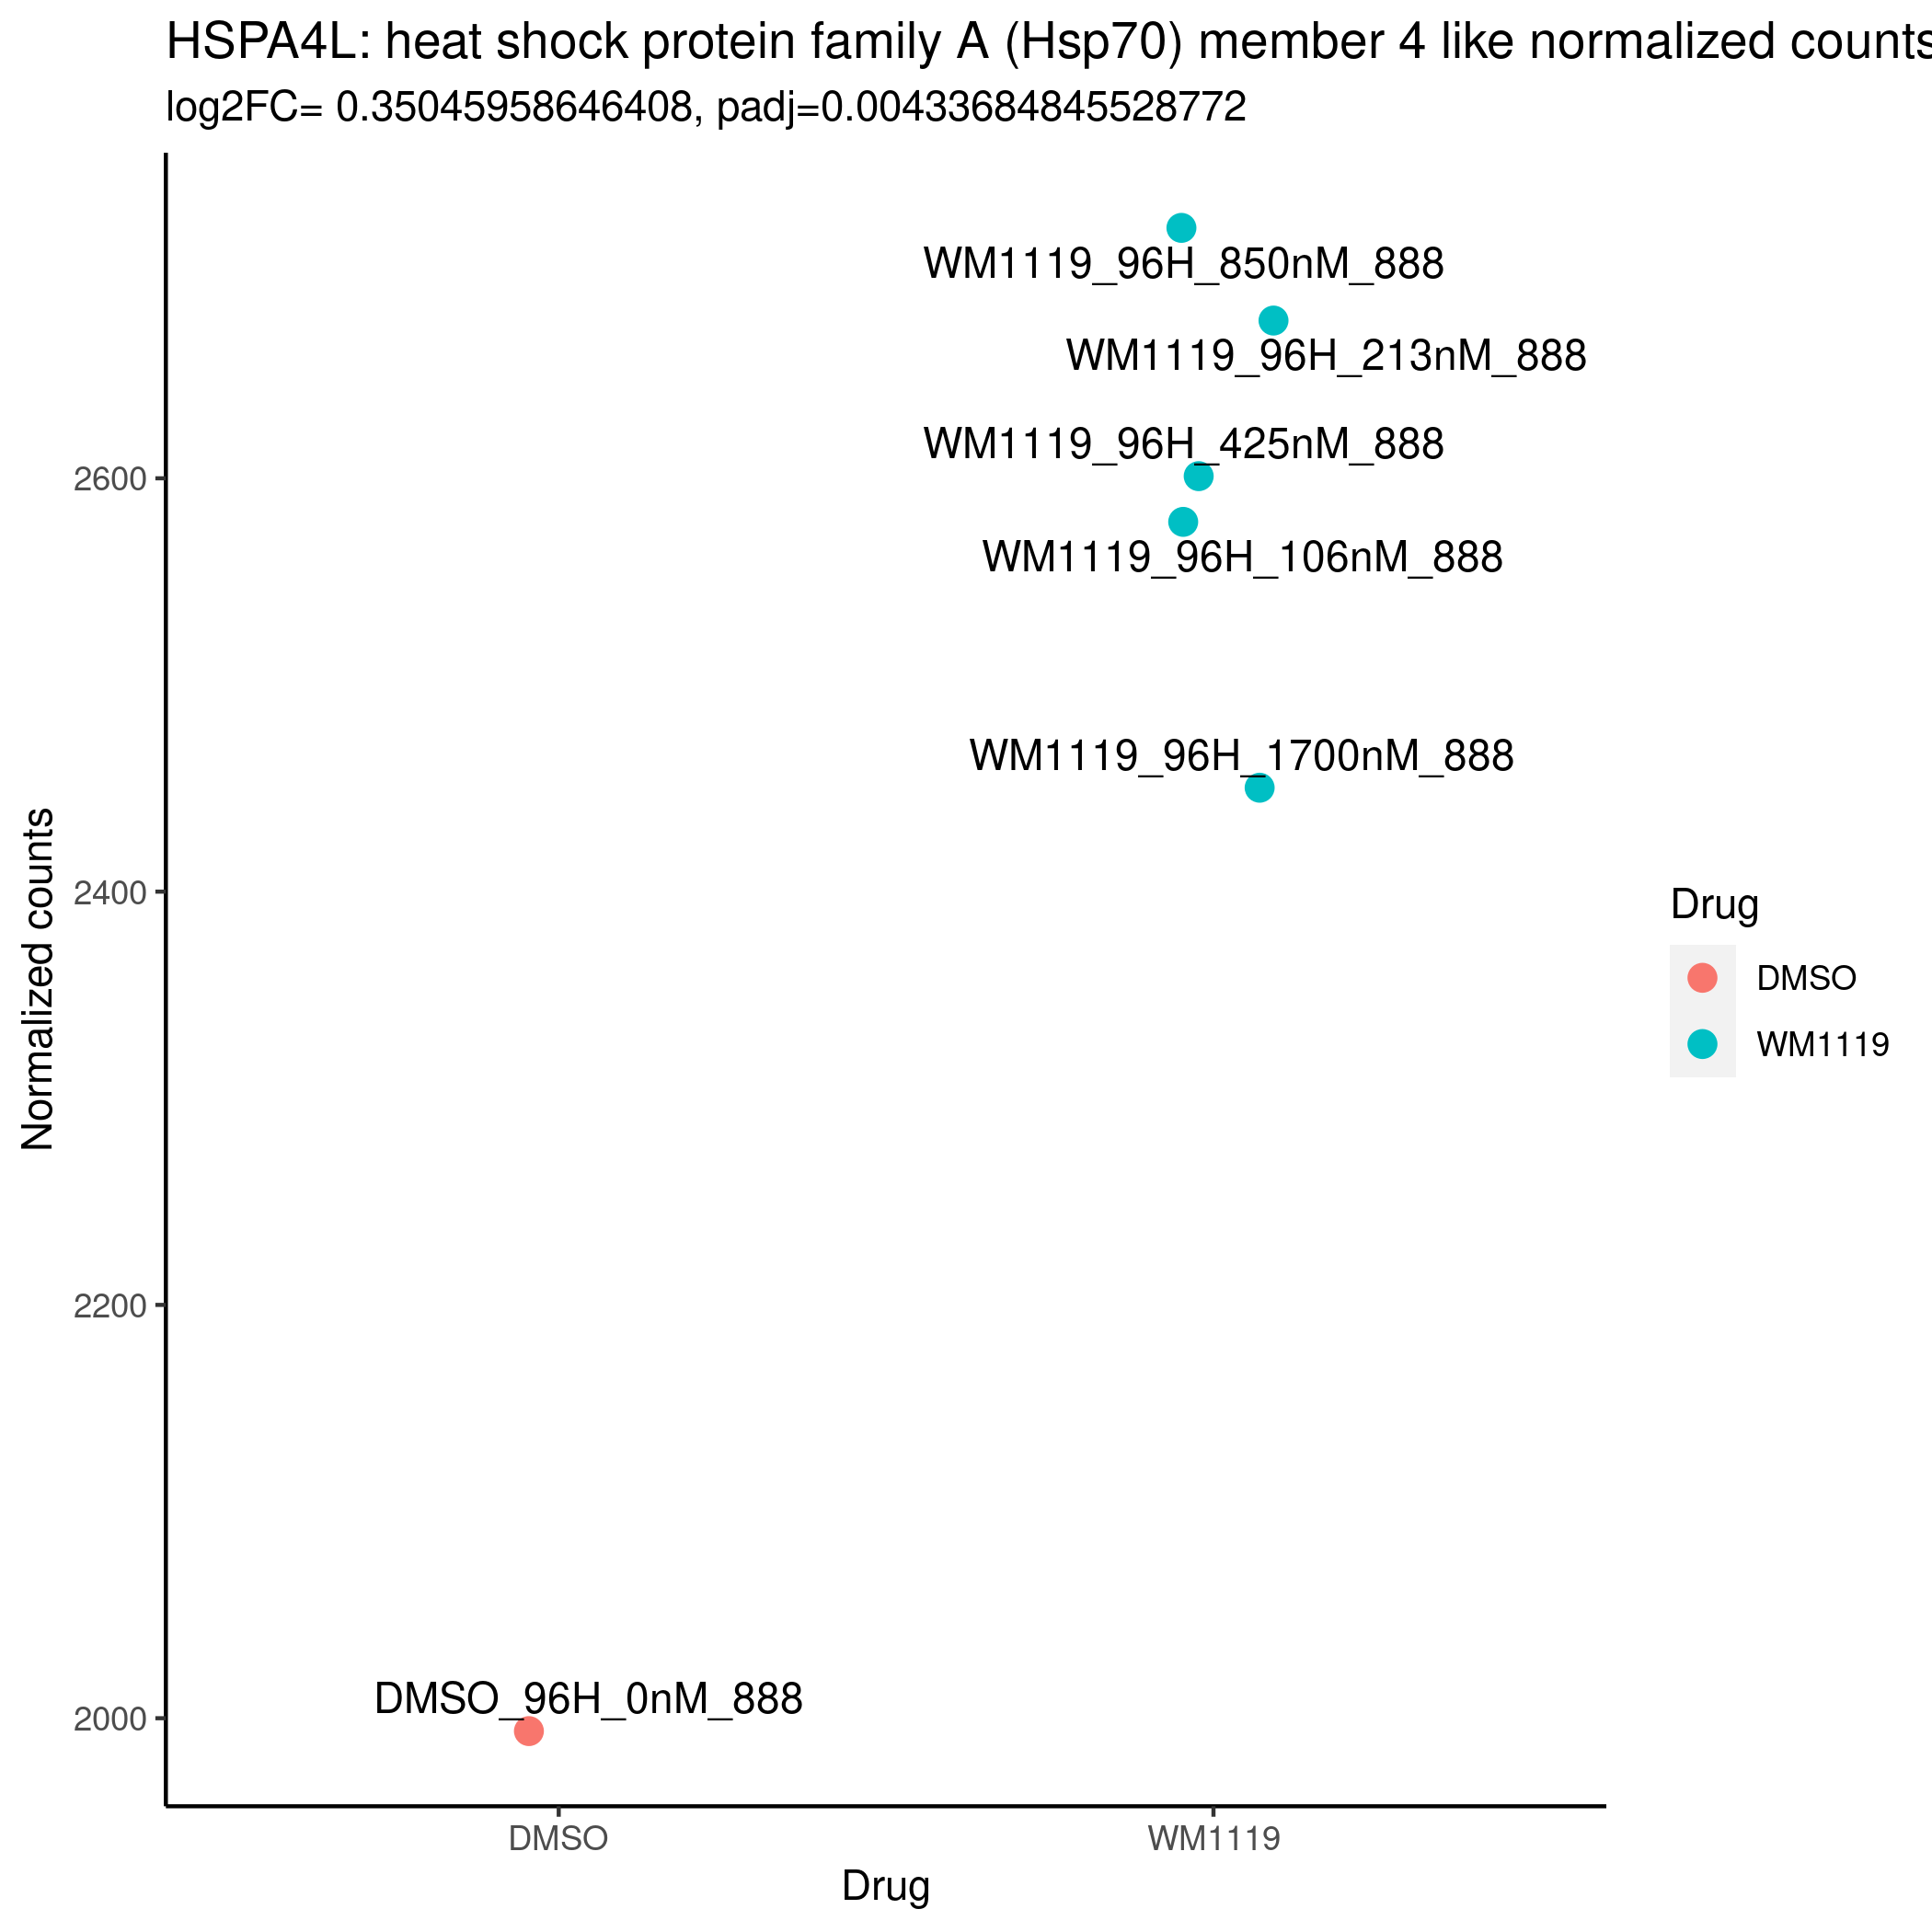 HSPA4L: heat shock protein family A (Hsp70) member 4 like normalized counts
log2FC= 0.35045958646408, padj=0.00433684845528772
WM1119_96H_850nM_888
WM1119_96H_213nM_888
WM1119_96H_425nM_888
2600
WM1119_96H_106nM_888
WM1119_96H_1700nM_888
Normalized counts
2400
Drug
DMSO
WM1119
2200
DMSO_96H_0nM_888
2000
DMSO
WM1119
Drug